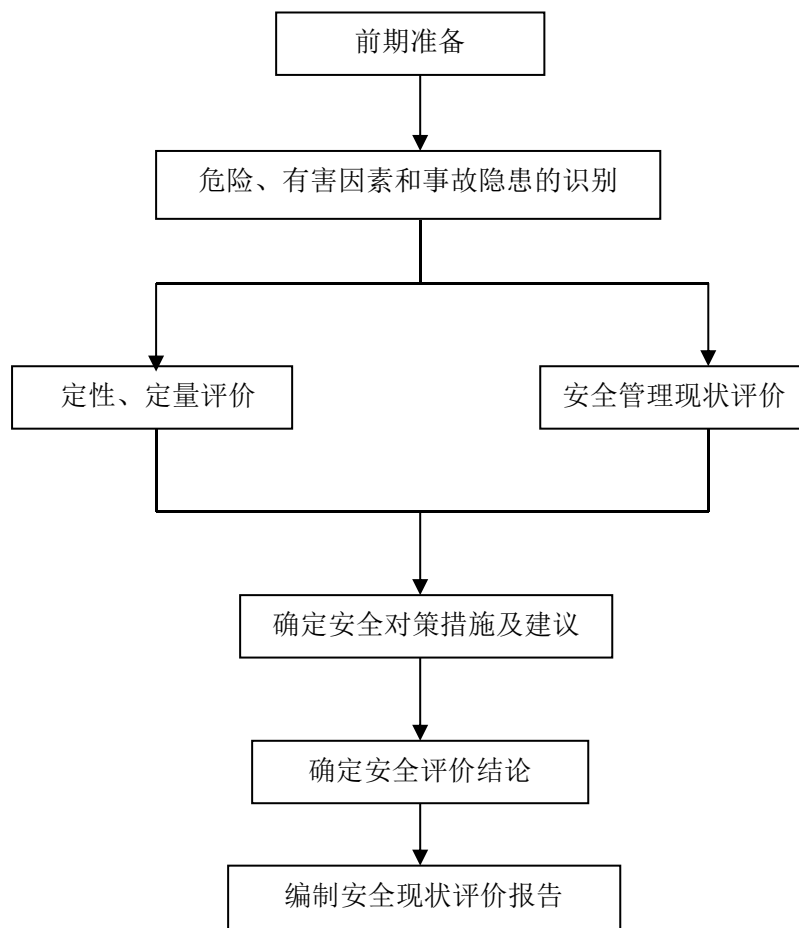 前期准备
危险、有害因素和事故隐患的识别
定性、定量评价
安全管理现状评价
确定安全对策措施及建议
确定安全评价结论
编制安全现状评价报告